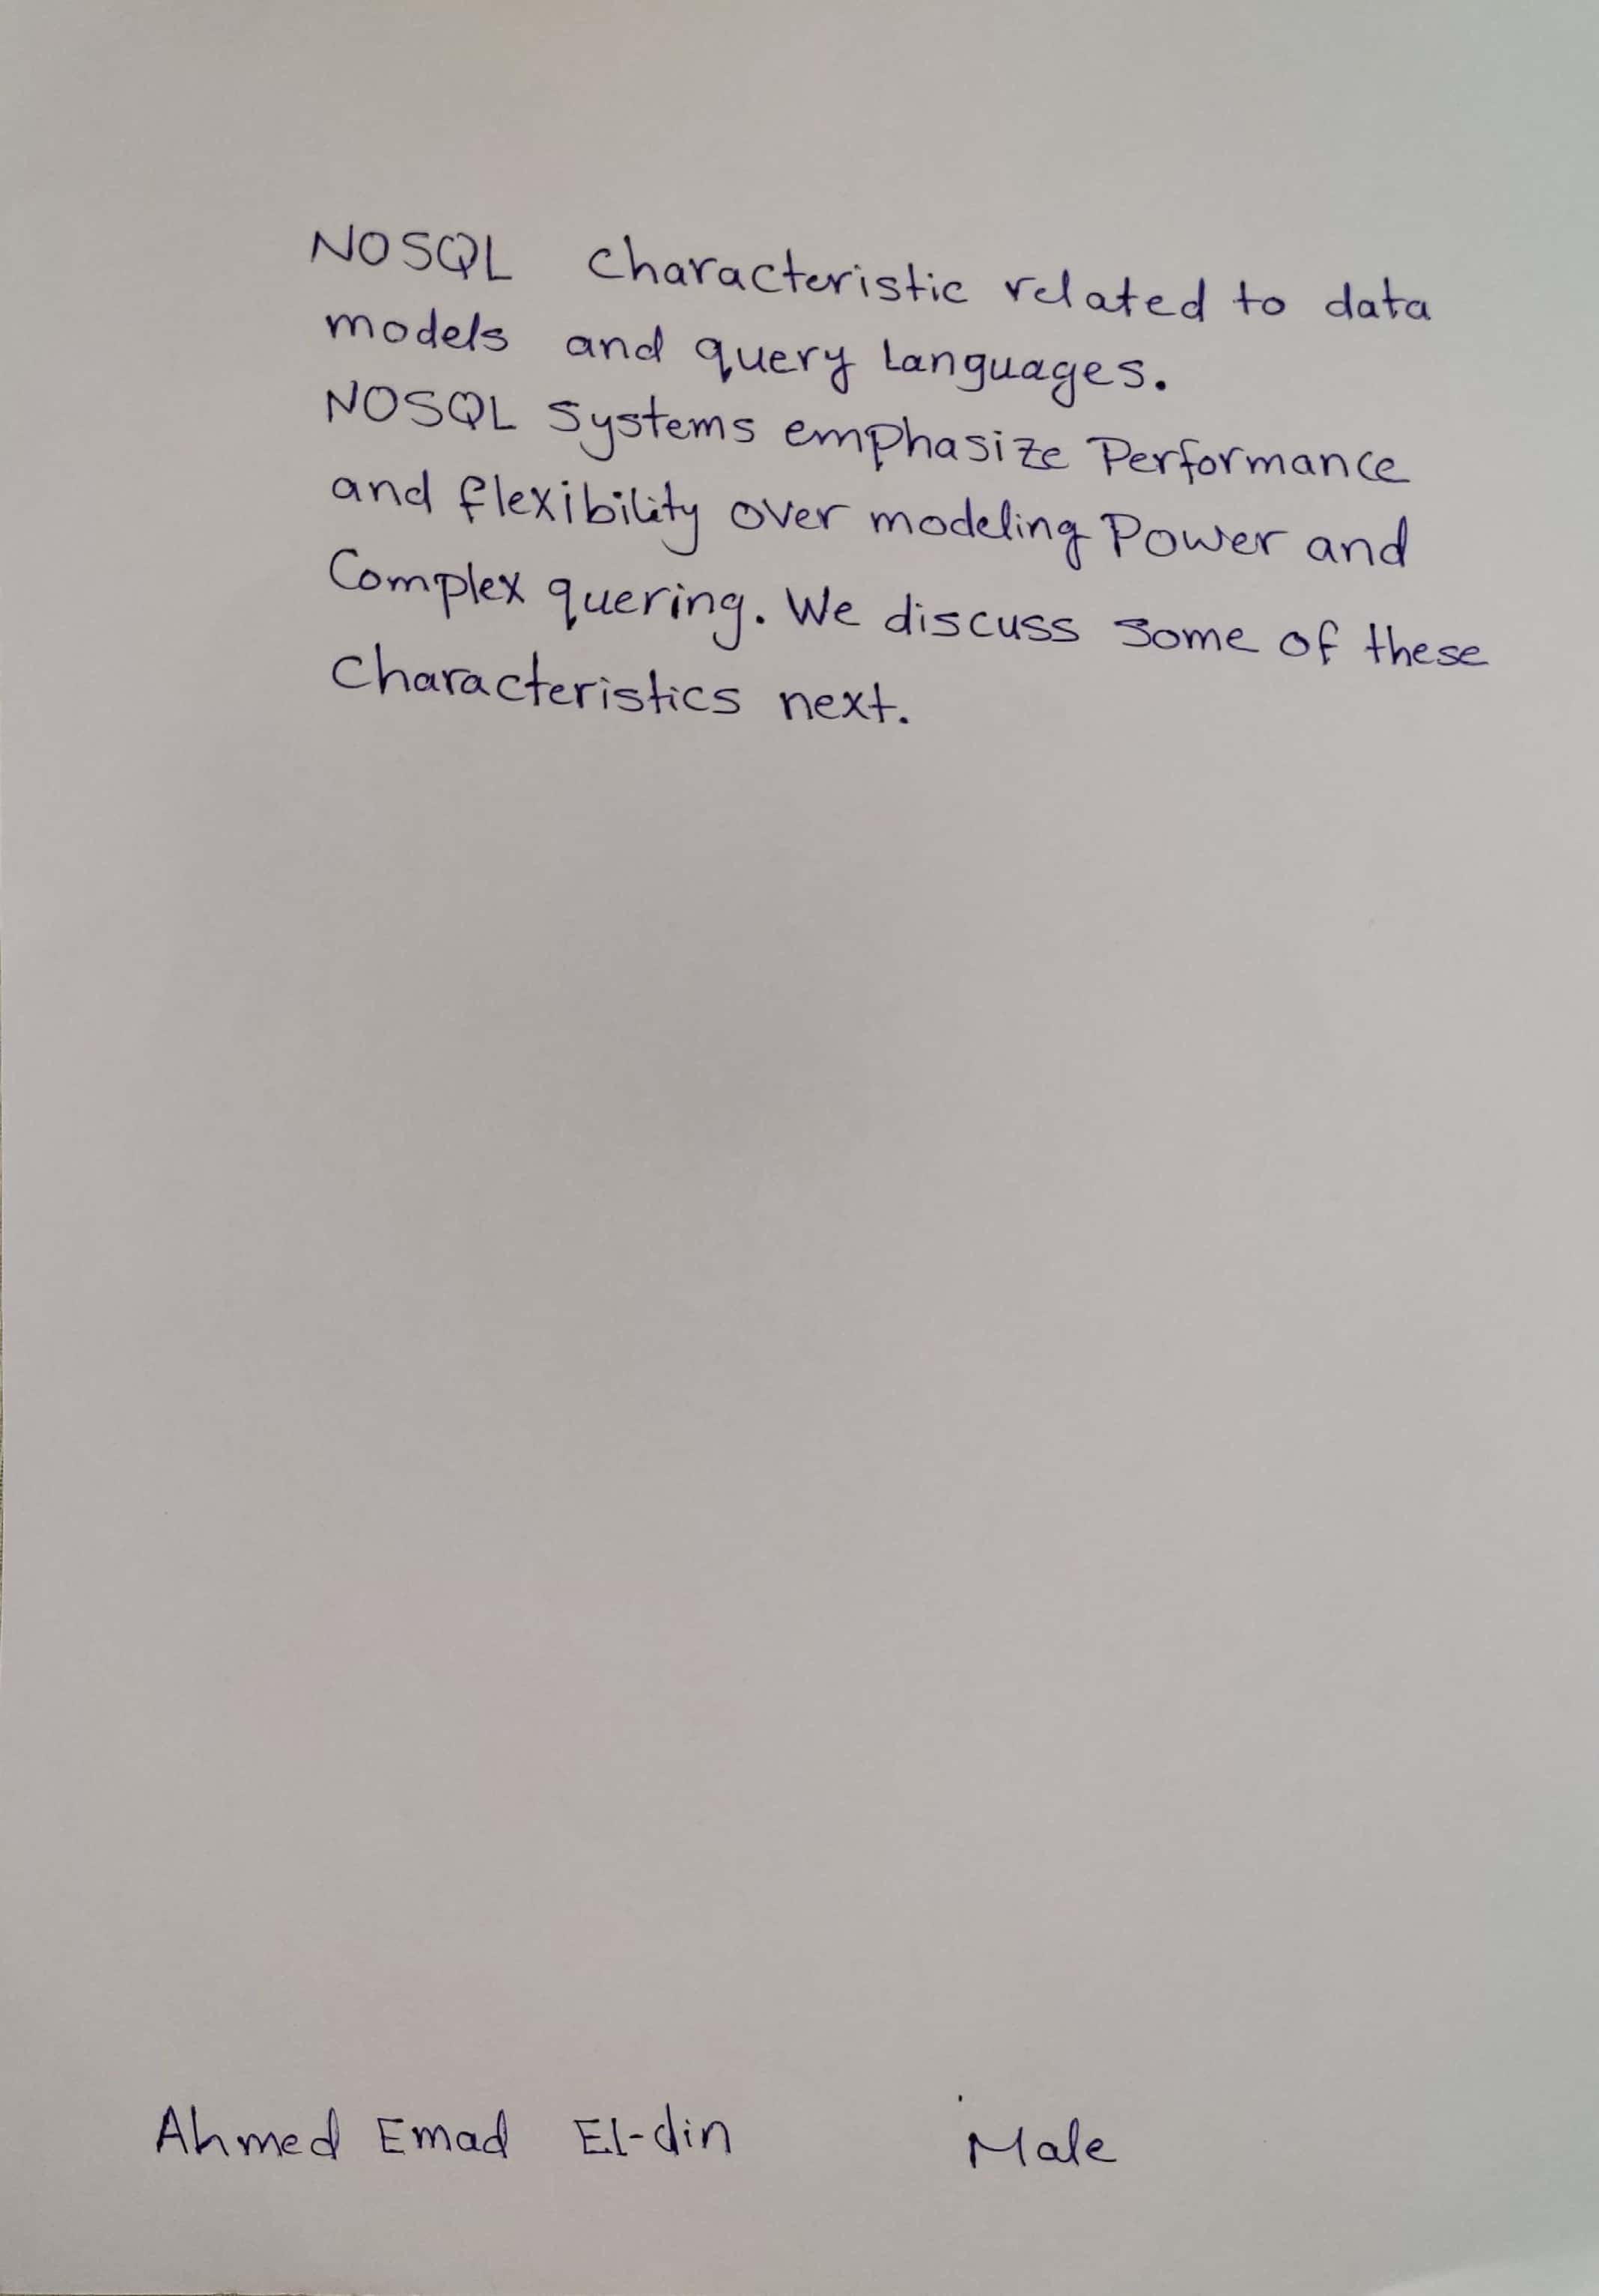 NOSQL characteristic related to data
models and query Languages.
NOSQL Systems emphasize Performance
and flexibility over modeling Power and
Complex quering. We discuss some of these
Characteristics next.
Ahmed Emad El-din Male